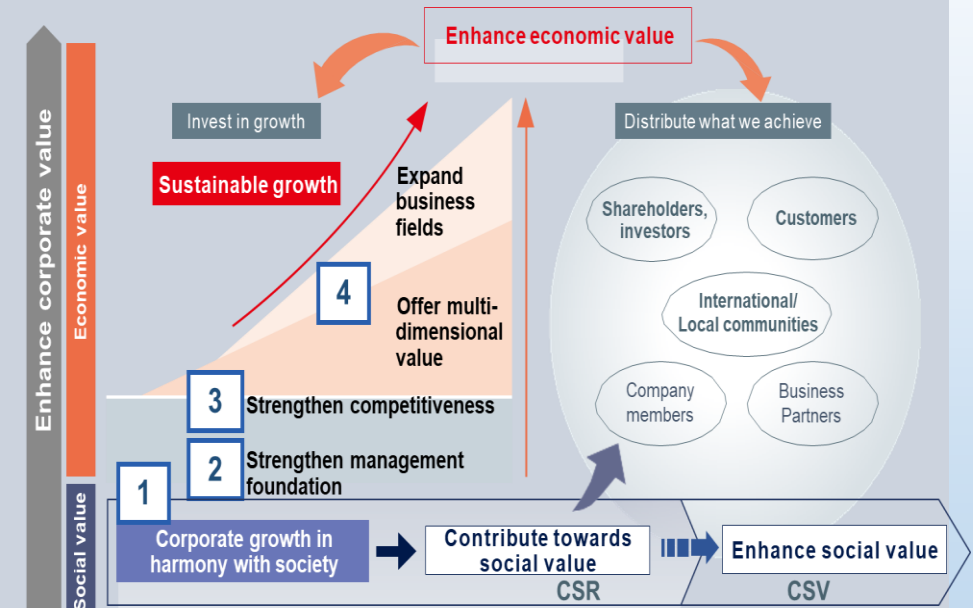 Enhance corporate value
Economic value
Social value
Enhance economic value
Invest in growth
Distribute what we achieve
Sustainable growth
Expand
business
fields
4
Offer multi-
dimensional
value
3
Strengthen competitiveness
2
Strengthen management
foundation
1
Shareholders,
investors
Customers
International/
Local communities
Company
members
Business
Partners
Corporate growth in
harmony with society
Contribute towards
social value
CSR
Enhance social value
CSV